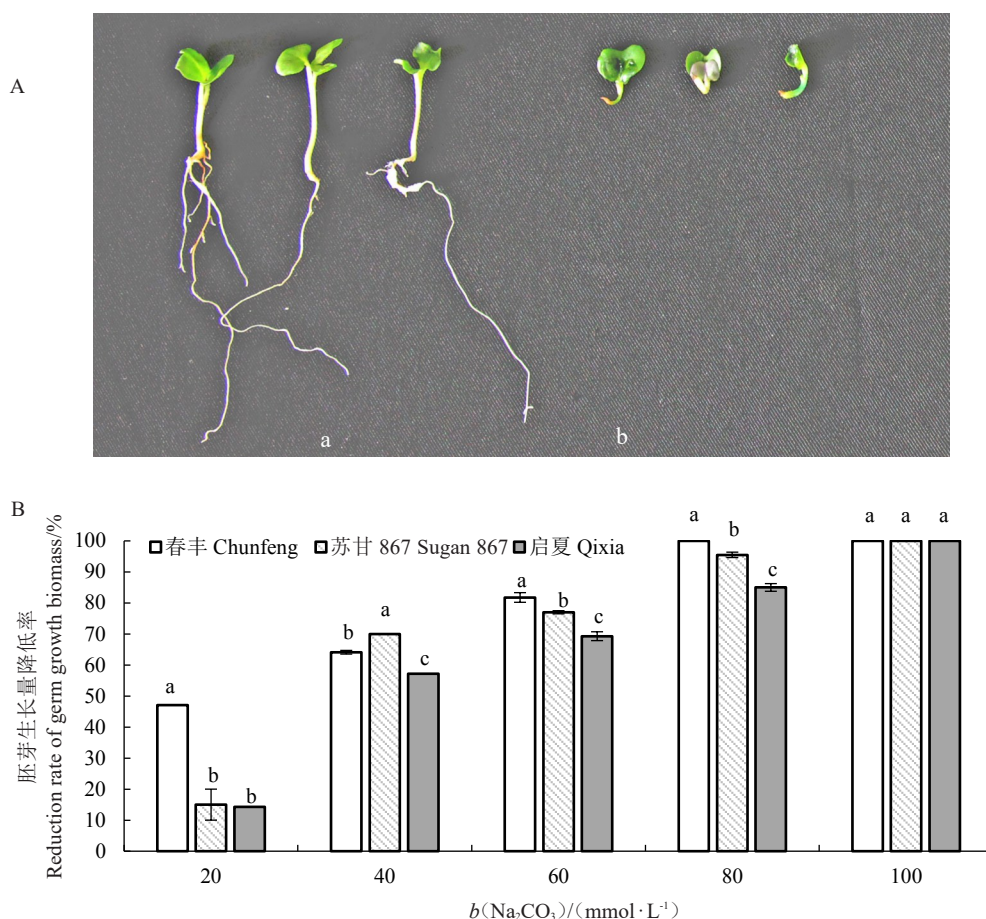 A
a
b
B
胚芽生长量降低率
Reduction rate of germ growth biomass/%
春丰 Chunfeng
苏甘 867 Sugan 867
启夏 Qixia
100
90
80
70
60
50
40
30
20
10
0
a
b
b
b
a
c
a
b
c
a
b
c
a
a
a
20
40
60
80
100
b(Na₂CO₃)/(mmol·L⁻¹)